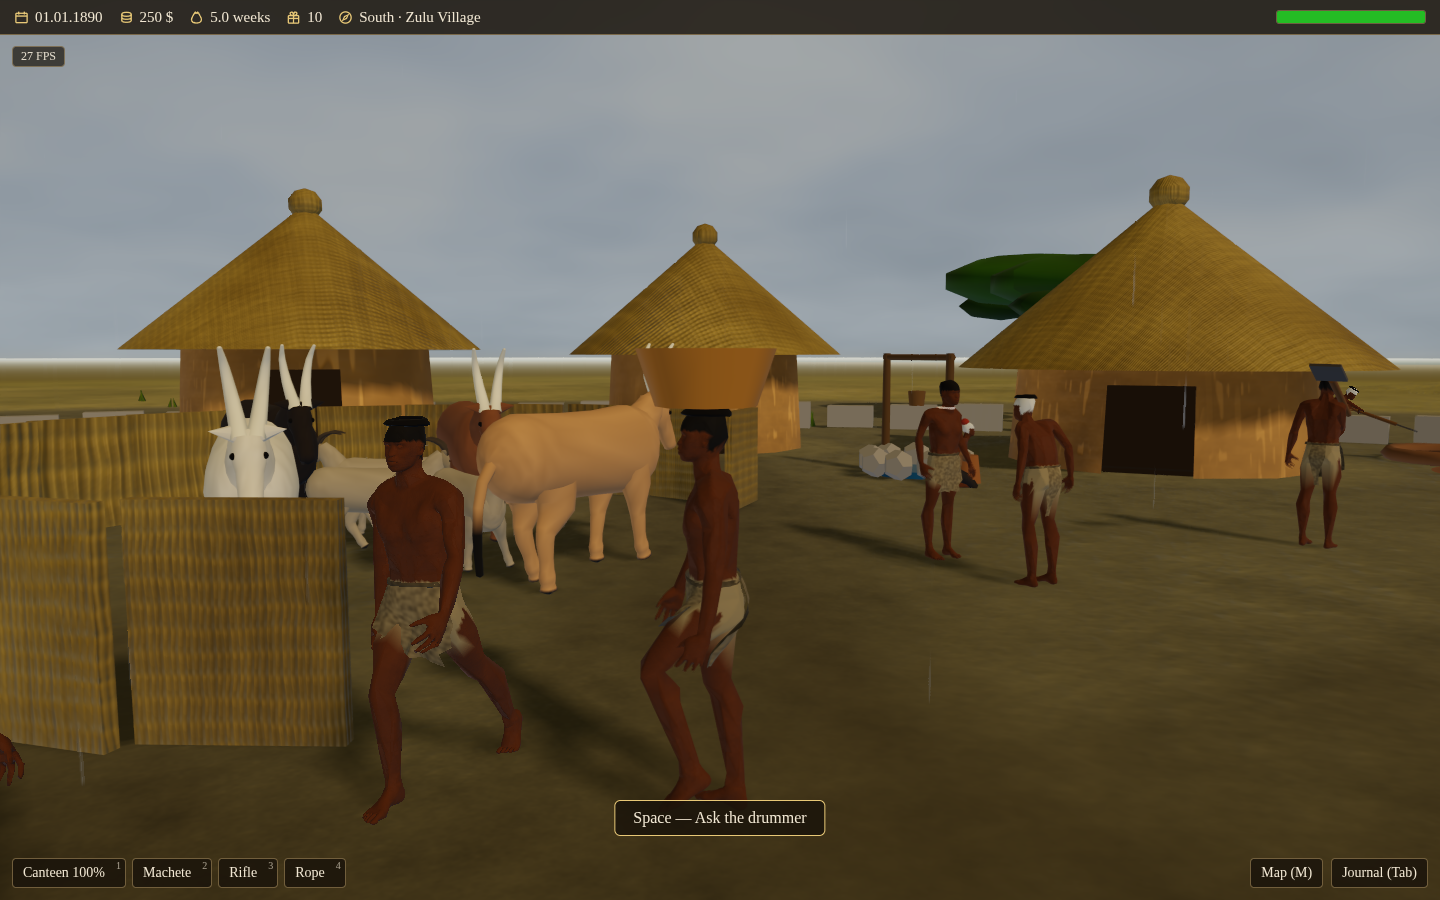 01.01.1890 250 $ 5.0 weeks 10 South · Zulu Village
27 FPS
Space — Ask the drummer
Canteen 100% 1 Machete 2 Rifle 3 Rope 4
Map (M) Journal (Tab)